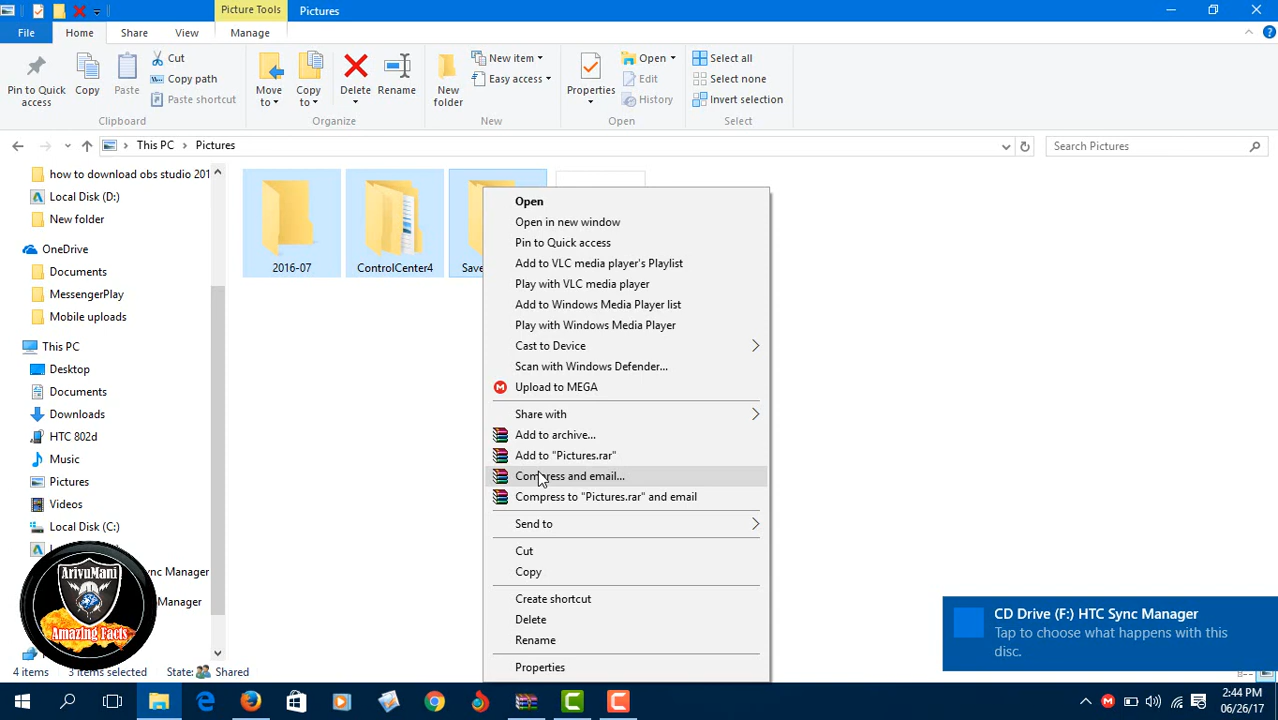 Picture Tools
Pictures
File
Home
Share
View
Manage
Pin to Quick access
Copy
Paste
Cut
Copy path
Paste shortcut
Clipboard
Move to
Copy to
Delete
Rename
Organize
New folder
New item
Easy access
New
Properties
Open
Edit
History
Open
Select all
Select none
Invert selection
Select
This PC
Pictures
Search Pictures
how to download obs studio 201
Local Disk (D:)
New folder
OneDrive
Documents
MessengerPlay
Mobile uploads
This PC
Desktop
Documents
Downloads
HTC 802d
Music
Pictures
Videos
Local Disk (C:)
Sync Manager
Manager
2016-07
ControlCenter4
Save
Open
Open in new window
Pin to Quick access
Add to VLC media player's Playlist
Play with VLC media player
Add to Windows Media Player list
Play with Windows Media Player
Cast to Device
Scan with Windows Defender...
Upload to MEGA
Share with
Add to archive...
Add to "Pictures.rar"
Compress and email...
Compress to "Pictures.rar" and email
Send to
Cut
Copy
Create shortcut
Delete
Rename
Properties
ArivuMani
Amazing Facts
CD Drive (F:) HTC Sync Manager
Tap to choose what happens with this
disc.
4 items
3 items selected
State:
Shared
2:44 PM
06/26/17